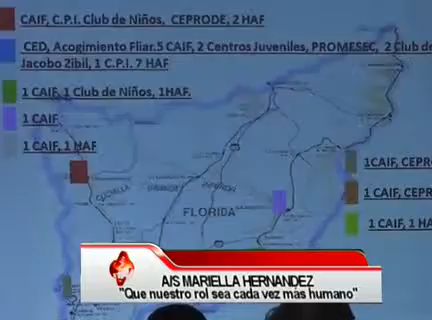 CAIF, C.P.I. Club de Niños, CEPRODE, 2 HAF
CED, Acogimiento Fliar.5 CAIF, 2 Centros Juveniles, PROMESEC, 2 Club de
Jacobo Zibil, 1 C.P.I. 7 HAF
1 CAIF, 1 Club de Niños, 1HAF.
1 CAIF
1 CAIF, 1 HAF
1CAIF, CEPR
CUCHILLA
FLORIDA
1 CAIF, CEPR
1 CAIF, 1 HA
A/S MARIELLA HERNANDEZ
"Que nuestro rol sea cada vez más humano"